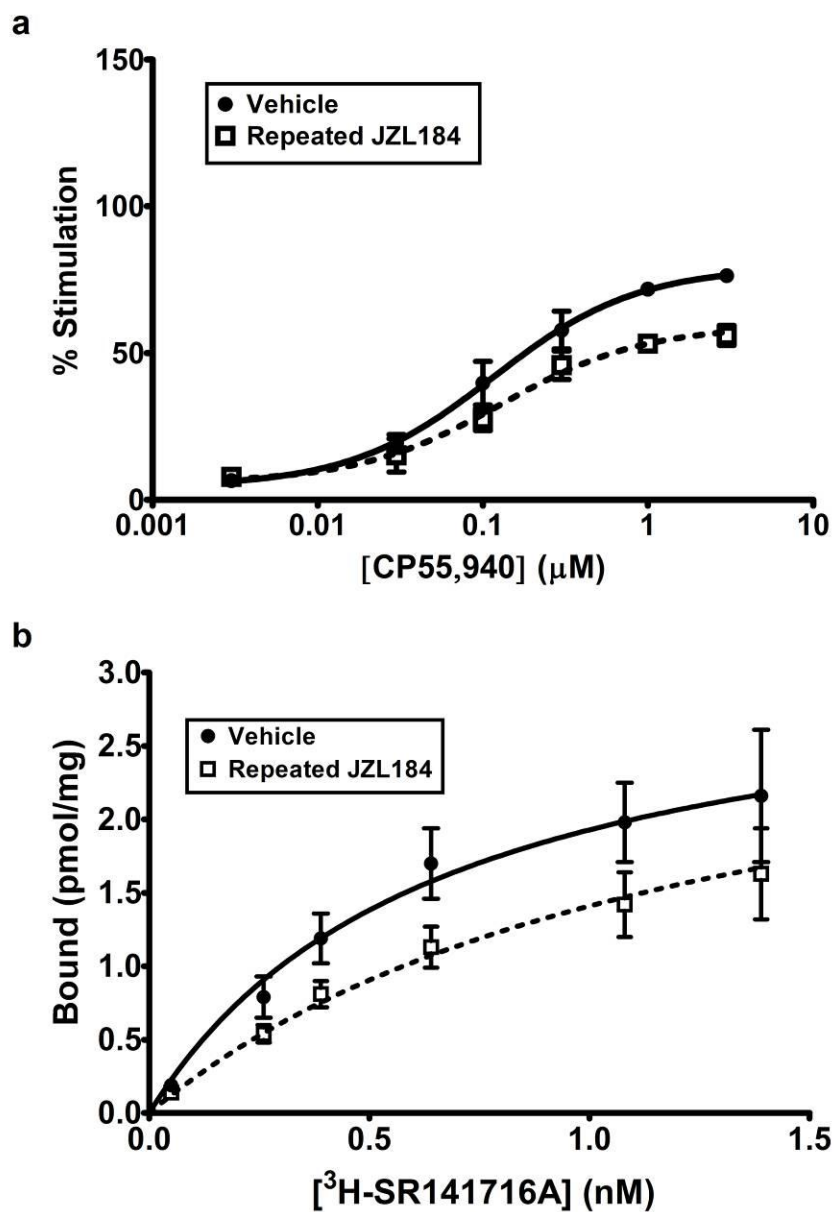 a
150
100
50
0
% Stimulation
Vehicle
Repeated JZL184
0.001 0.01 0.1 1 10
[CP55,940] (μM)
b
3.0
2.5
2.0
1.5
1.0
0.5
0.0
Bound (pmol/mg)
Vehicle
Repeated JZL184
0.0 0.5 1.0 1.5
[³H-SR141716A] (nM)